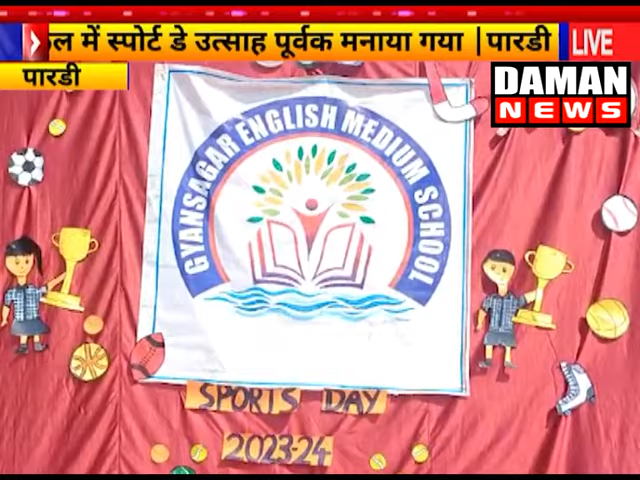 ल में स्पोर्ट डे उत्साह पूर्वक मनाया गया |पारडी
LIVE
पारडी
DAMAN
NEWS
GYANSAGAR ENGLISH MEDIUM SCHOOL
SPORTS DAY
2023-24